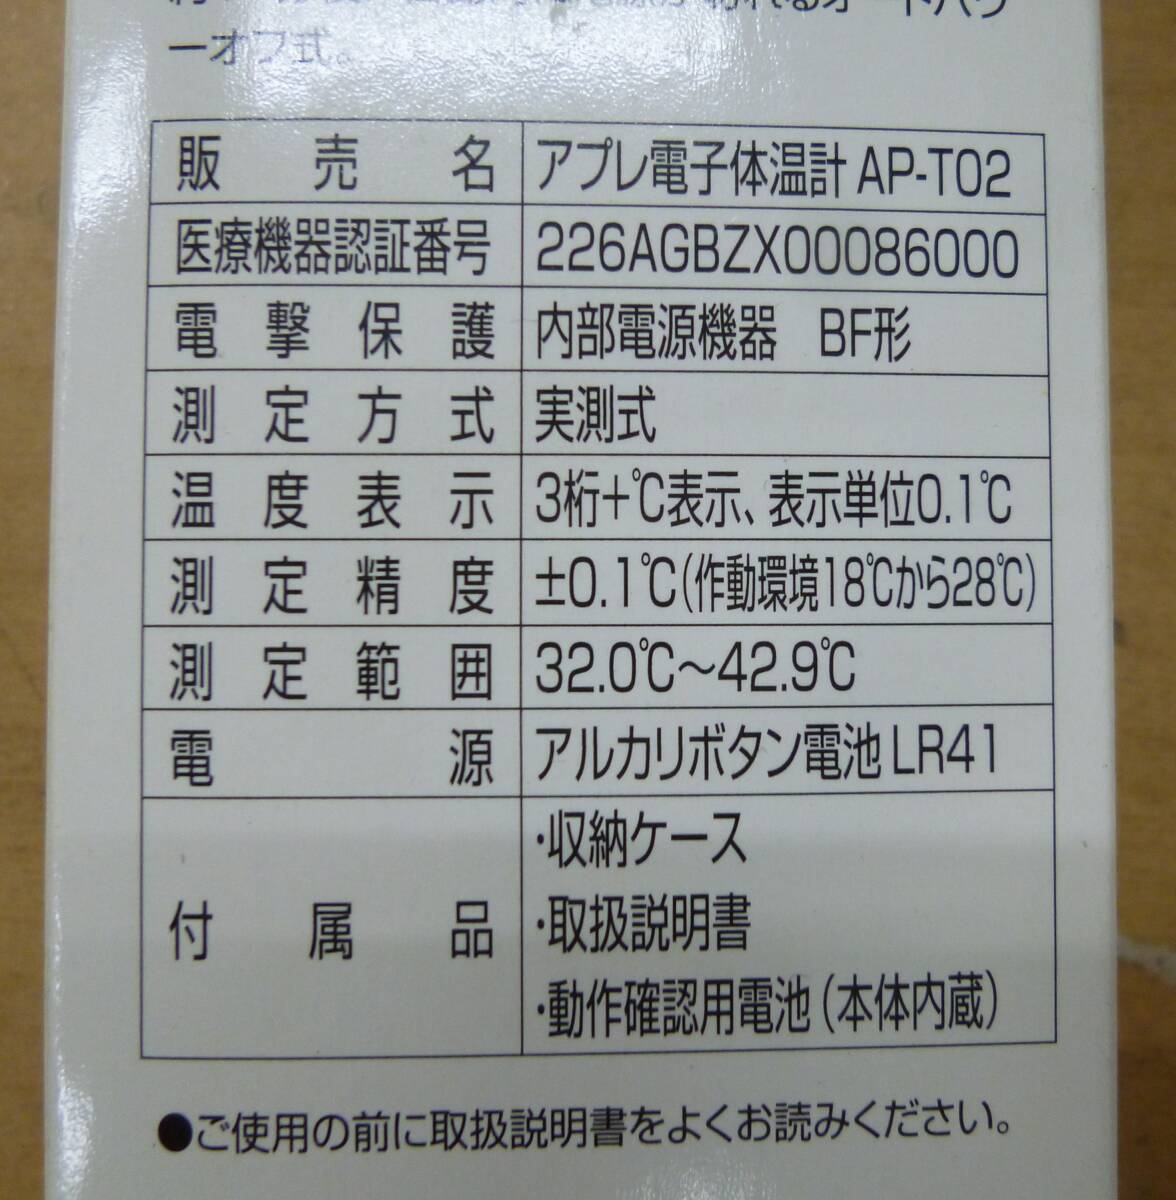 れるオートパワ
ーオフ式。
販売名 アプレ電子体温計 AP-T02
医療機器認証番号 226AGBZX00086000
電撃保護 内部電源機器 BF形
測定方式 実測式
温度表示 3桁+℃表示、表示単位0.1℃
測定精度 ±0.1℃(作動環境18℃から28℃)
測定範囲 32.0℃～42.9℃
電源 アルカリボタン電池 LR41
付属品 ・収納ケース
・取扱説明書
・動作確認用電池(本体内蔵)
●ご使用の前に取扱説明書をよくお読みください。